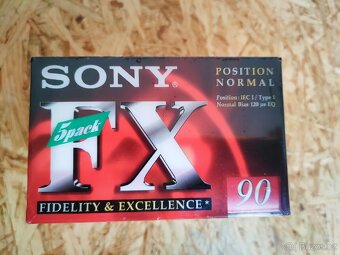 SONY®
POSITION
NORMAL
Position: IEC I / Type I
Normal Bias 120 µs EQ
FX
5pack
FIDELITY & EXCELLENCE*
90